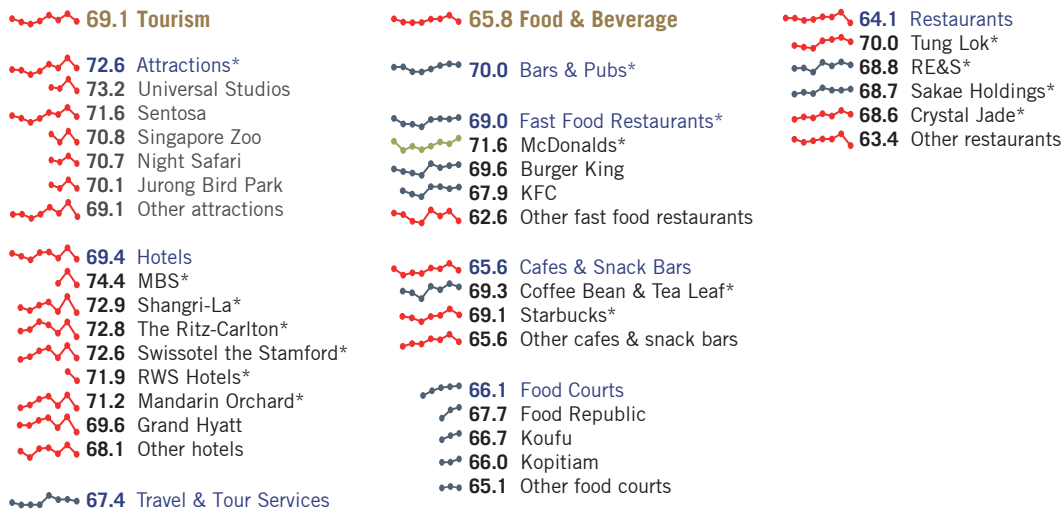 69.1 Tourism
72.6 Attractions*
73.2 Universal Studios
71.6 Sentosa
70.8 Singapore Zoo
70.7 Night Safari
70.1 Jurong Bird Park
69.1 Other attractions
69.4 Hotels
74.4 MBS*
72.9 Shangri-La*
72.8 The Ritz-Carlton*
72.6 Swissotel the Stamford*
71.9 RWS Hotels*
71.2 Mandarin Orchard*
69.6 Grand Hyatt
68.1 Other hotels
67.4 Travel & Tour Services
65.8 Food & Beverage
70.0 Bars & Pubs*
69.0 Fast Food Restaurants*
71.6 McDonalds*
69.6 Burger King
67.9 KFC
62.6 Other fast food restaurants
65.6 Cafes & Snack Bars
69.3 Coffee Bean & Tea Leaf*
69.1 Starbucks*
65.6 Other cafes & snack bars
66.1 Food Courts
67.7 Food Republic
66.7 Koufu
66.0 Kopitiam
65.1 Other food courts
64.1 Restaurants
70.0 Tung Lok*
68.8 RE&S*
68.7 Sakae Holdings*
68.6 Crystal Jade*
63.4 Other restaurants